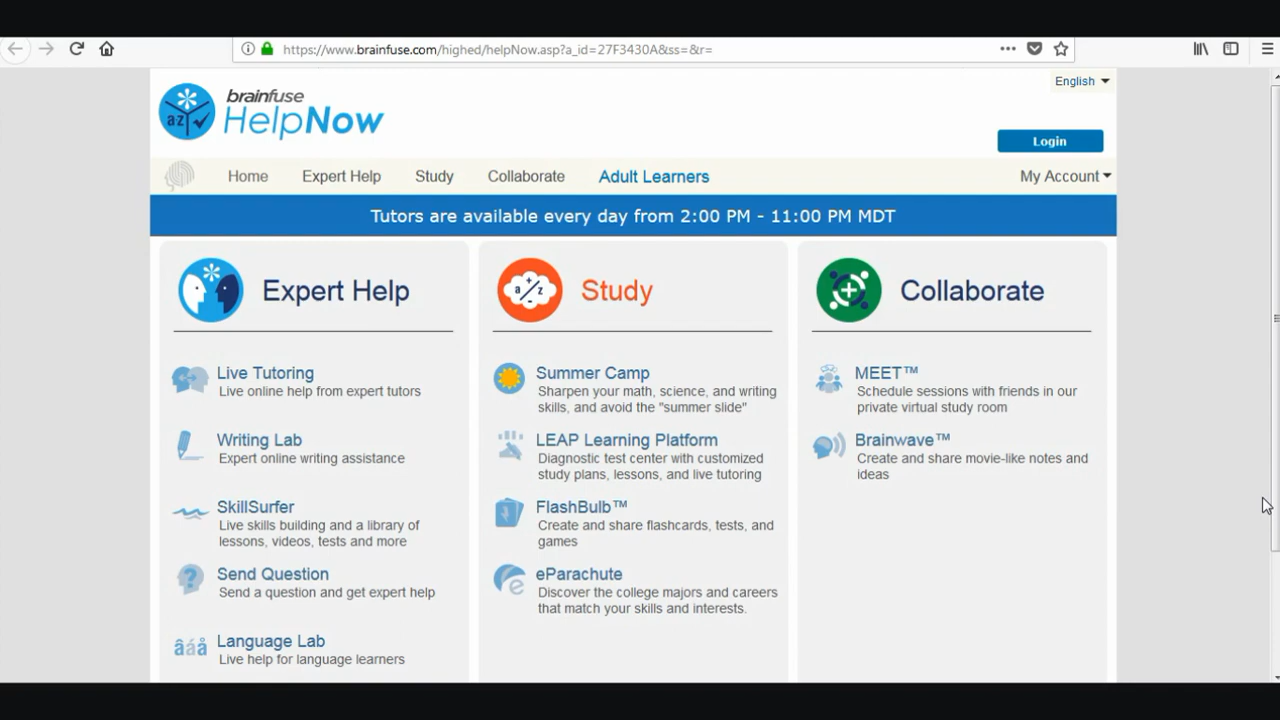 https://www.brainfuse.com/highed/helpNow.asp?a_id=27F3430A&ss=&r=
English
brainfuse
HelpNow
az
Login
Home Expert Help Study Collaborate Adult Learners My Account
Tutors are available every day from 2:00 PM - 11:00 PM MDT
Expert Help
Live Tutoring
Live online help from expert tutors
Writing Lab
Expert online writing assistance
SkillSurfer
Live skills building and a library of
lessons, videos, tests and more
Send Question
Send a question and get expert help
âáå
Language Lab
Live help for language learners
a + z -
Study
Summer Camp
Sharpen your math, science, and writing
skills, and avoid the "summer slide"
LEAP Learning Platform
Diagnostic test center with customized
study plans, lessons, and live tutoring
FlashBulb™
Create and share flashcards, tests, and
games
eParachute
Discover the college majors and careers
that match your skills and interests.
Collaborate
MEET™
Schedule sessions with friends in our
private virtual study room
Brainwave™
Create and share movie-like notes and
ideas